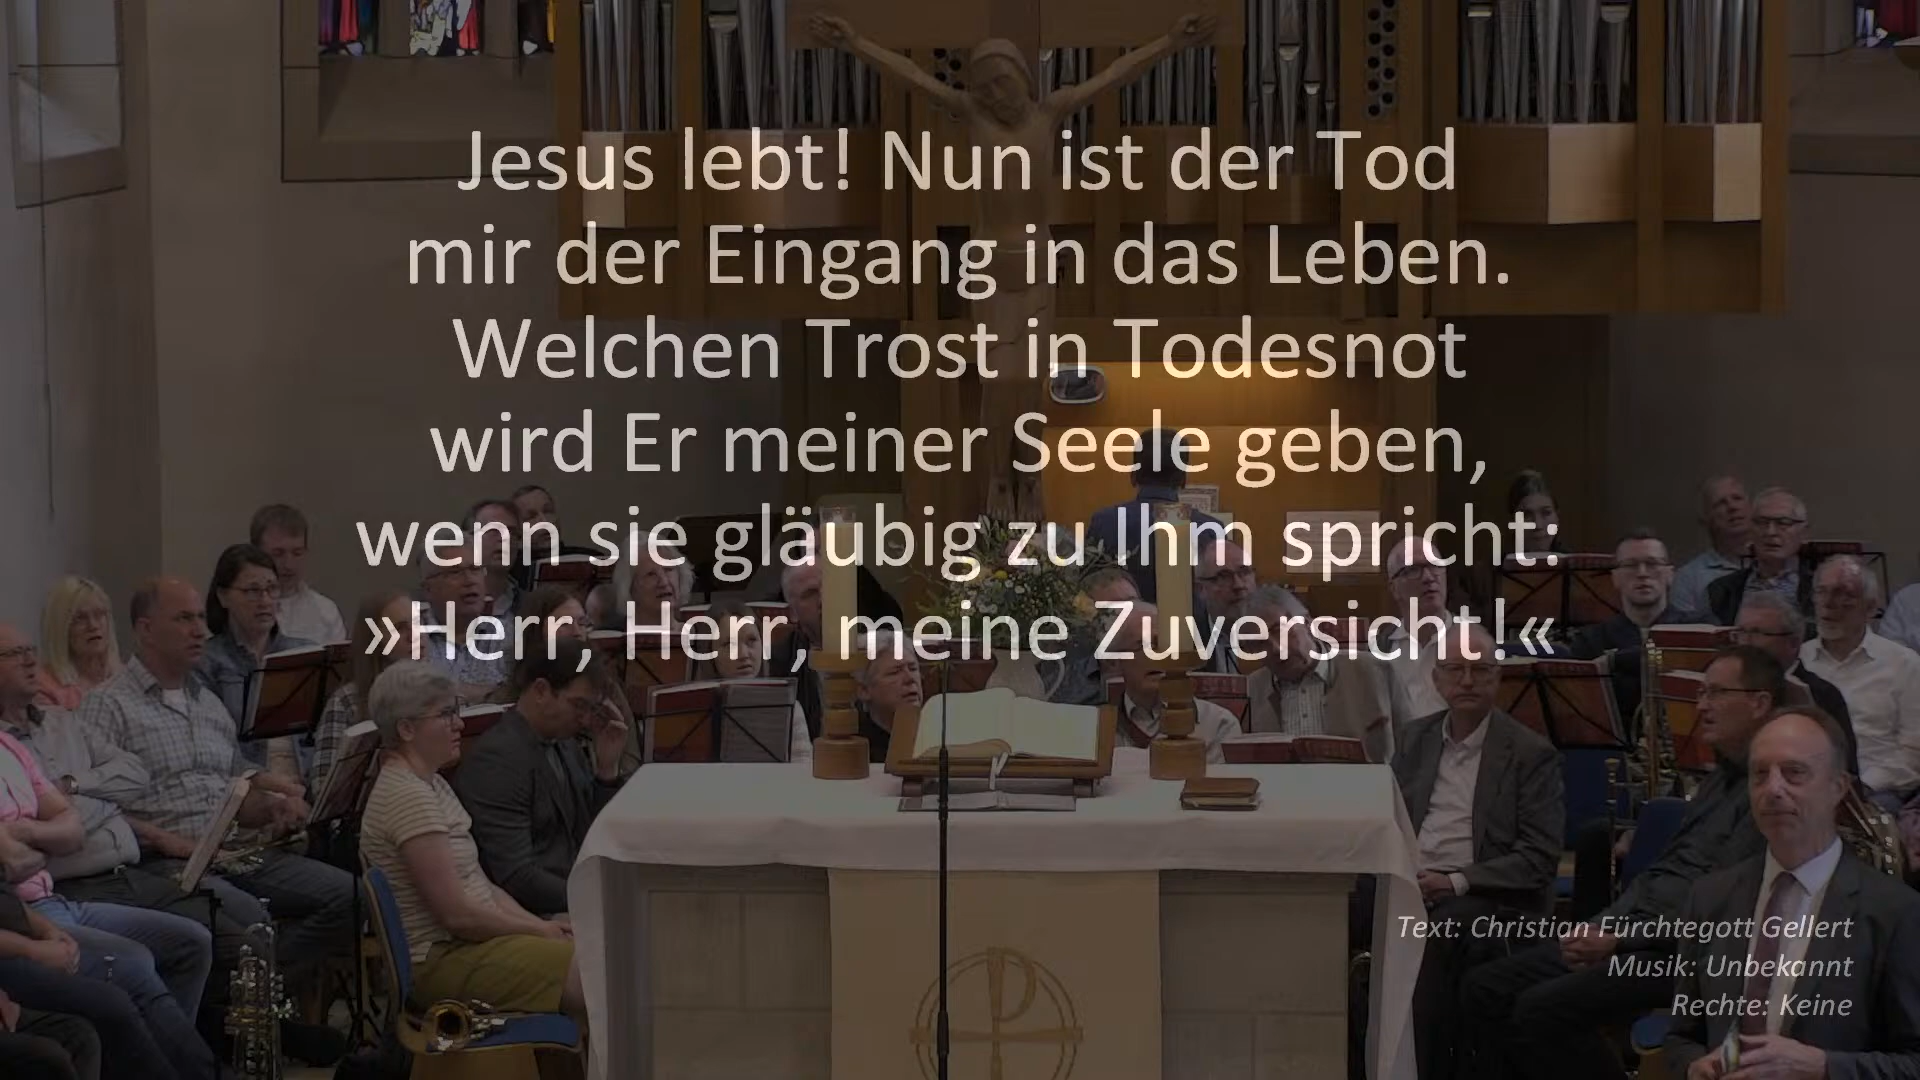 Jesus lebt! Nun ist der Tod
mir der Eingang in das Leben.
Welchen Trost in Todesnot
wird Er meiner Seele geben,
wenn sie gläubig zu Ihm spricht:
»Herr, Herr, meine Zuversicht!«
Text: Christian Fürchtegott Gellert
Musik: Unbekannt
Rechte: Keine